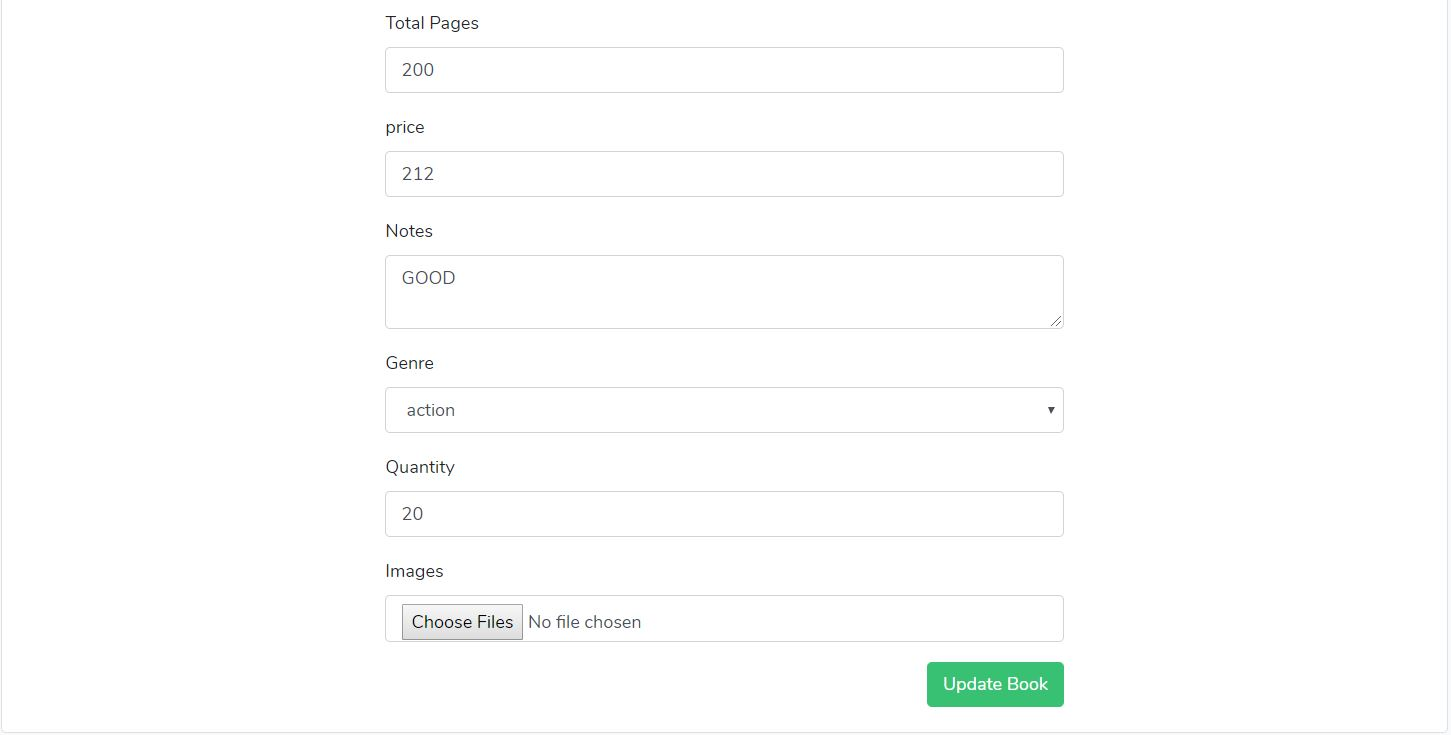 Total Pages
200
price
212
Notes
GOOD
Genre
action
Quantity
20
Images
Choose Files No file chosen
Update Book